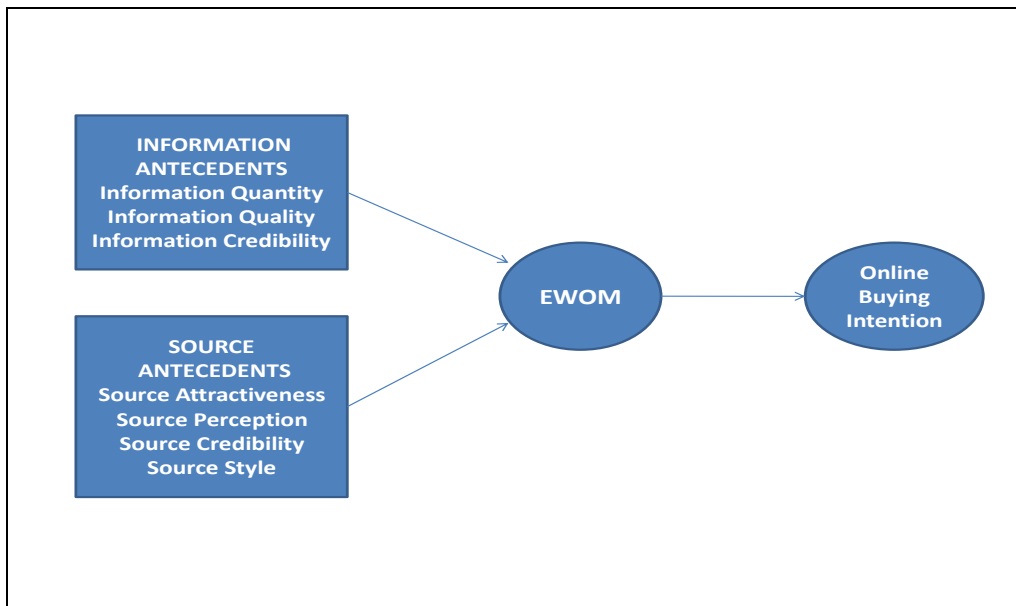 INFORMATION
ANTECEDENTS
Information Quantity
Information Quality
Information Credibility
SOURCE
ANTECEDENTS
Source Attractiveness
Source Perception
Source Credibility
Source Style
EWOM
Online
Buying
Intention